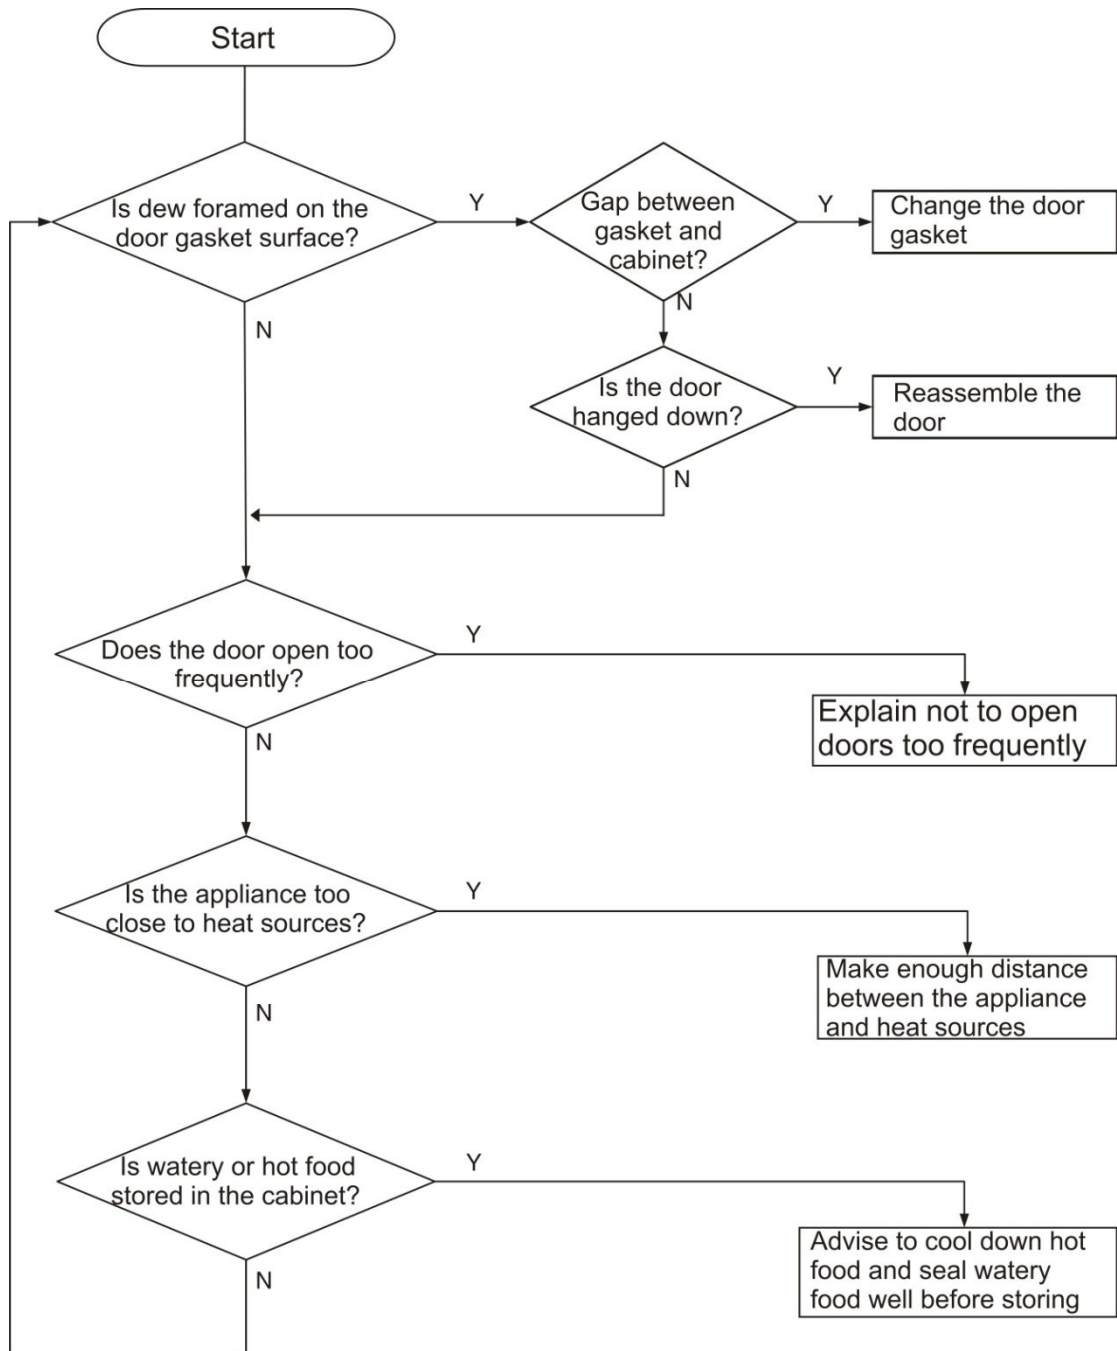 Start
Is dew foramed on the
door gasket surface?
Y
Gap between
gasket and
cabinet?
Y
Change the door
gasket
N
N
Is the door
hanged down?
Y
Reassemble the
door
N
Does the door open too
frequently?
Y
Explain not to open
doors too frequently
N
Is the appliance too
close to heat sources?
Y
Make enough distance
between the appliance
and heat sources
N
Is watery or hot food
stored in the cabinet?
Y
Advise to cool down hot
food and seal watery
food well before storing
N